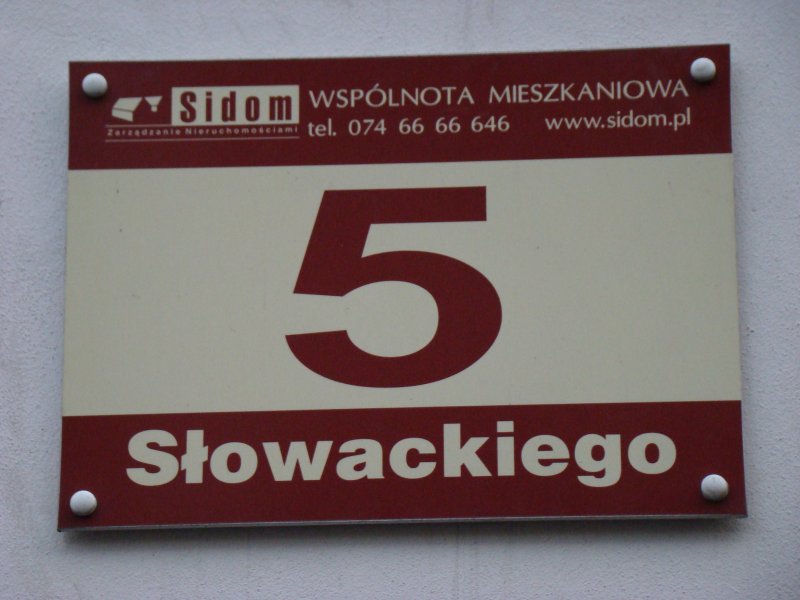 Sidom
Zarządzanie Nieruchomościami
WSPÓLNOTA MIESZKANIOWA
tel. 074 66 66 646 www.sidom.pl
5
Słowackiego